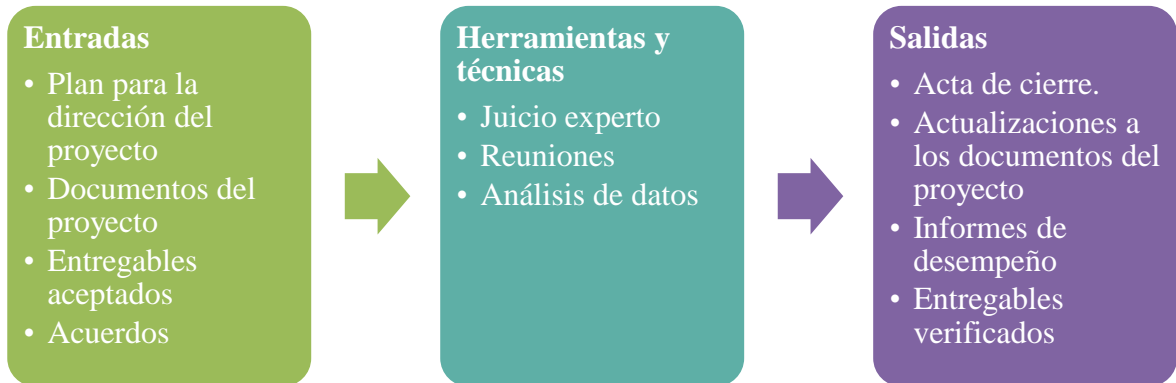 Entradas
• Plan para la
dirección del
proyecto
• Documentos del
proyecto
• Entregables
aceptados
• Acuerdos
Herramientas y
técnicas
• Juicio experto
• Reuniones
• Análisis de datos
Salidas
• Acta de cierre.
• Actualizaciones a
los documentos del
proyecto
• Informes de
desempeño
• Entregables
verificados